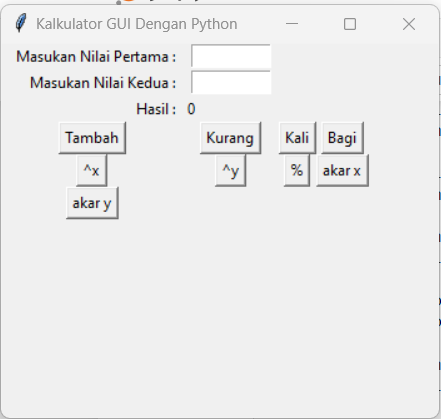 Kalkulator GUI Dengan Python
Masukan Nilai Pertama :
Masukan Nilai Kedua :
Hasil : 0
Tambah Kurang Kali Bagi
^x ^y % akar x
akar y